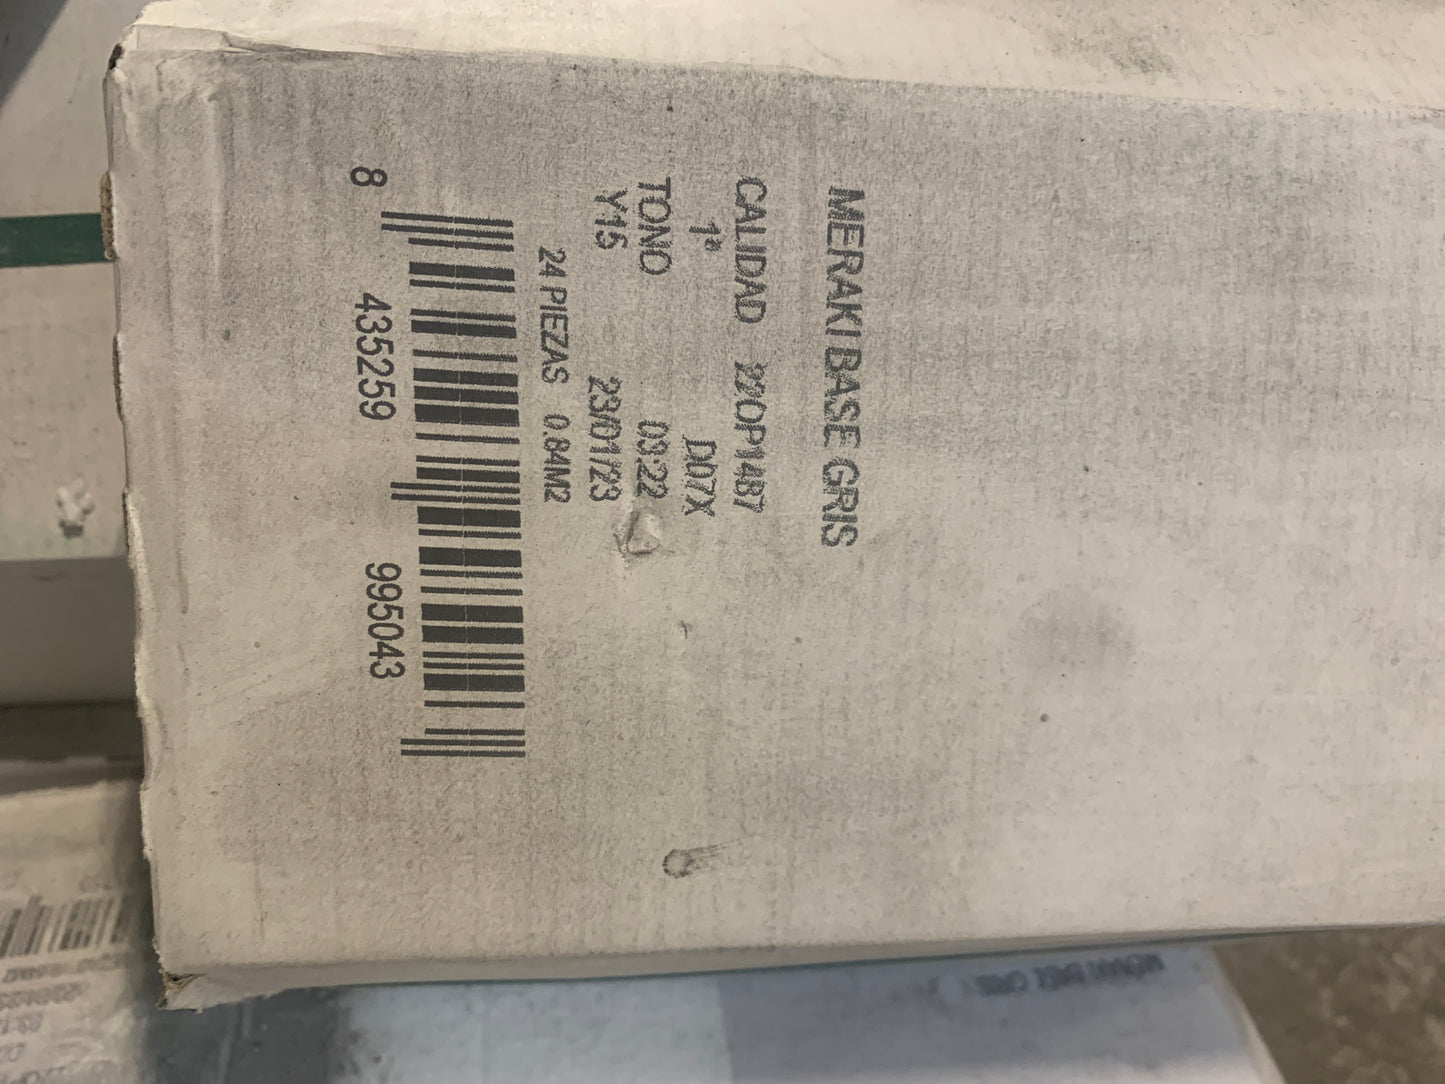 MERAKI BASE GRIS
CALIDAD 22OP1487
1ª D07X
TONO 03:22
Y15 23/01/23
24 PIEZAS 0.84M2
8 435259 995043